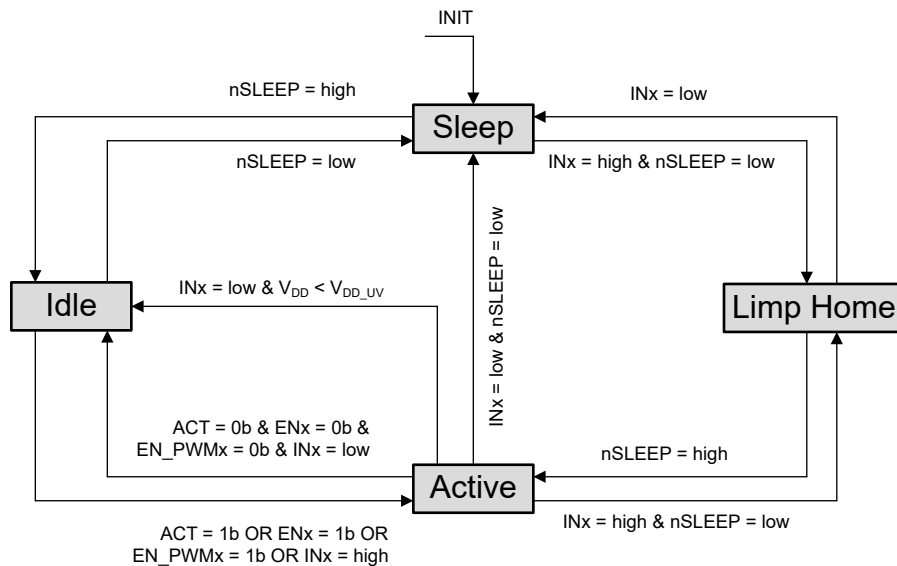 INIT
nSLEEP = high
INx = low
Sleep
nSLEEP = low
INx = high & nSLEEP = low
INx = low & nSLEEP = low
INx = low & VDD < VDD_UV
Idle
Limp Home
ACT = 0b & ENx = 0b &
EN_PWMx = 0b & INx = low
nSLEEP = high
Active
INx = high & nSLEEP = low
ACT = 1b OR ENx = 1b OR
EN_PWMx = 1b OR INx = high